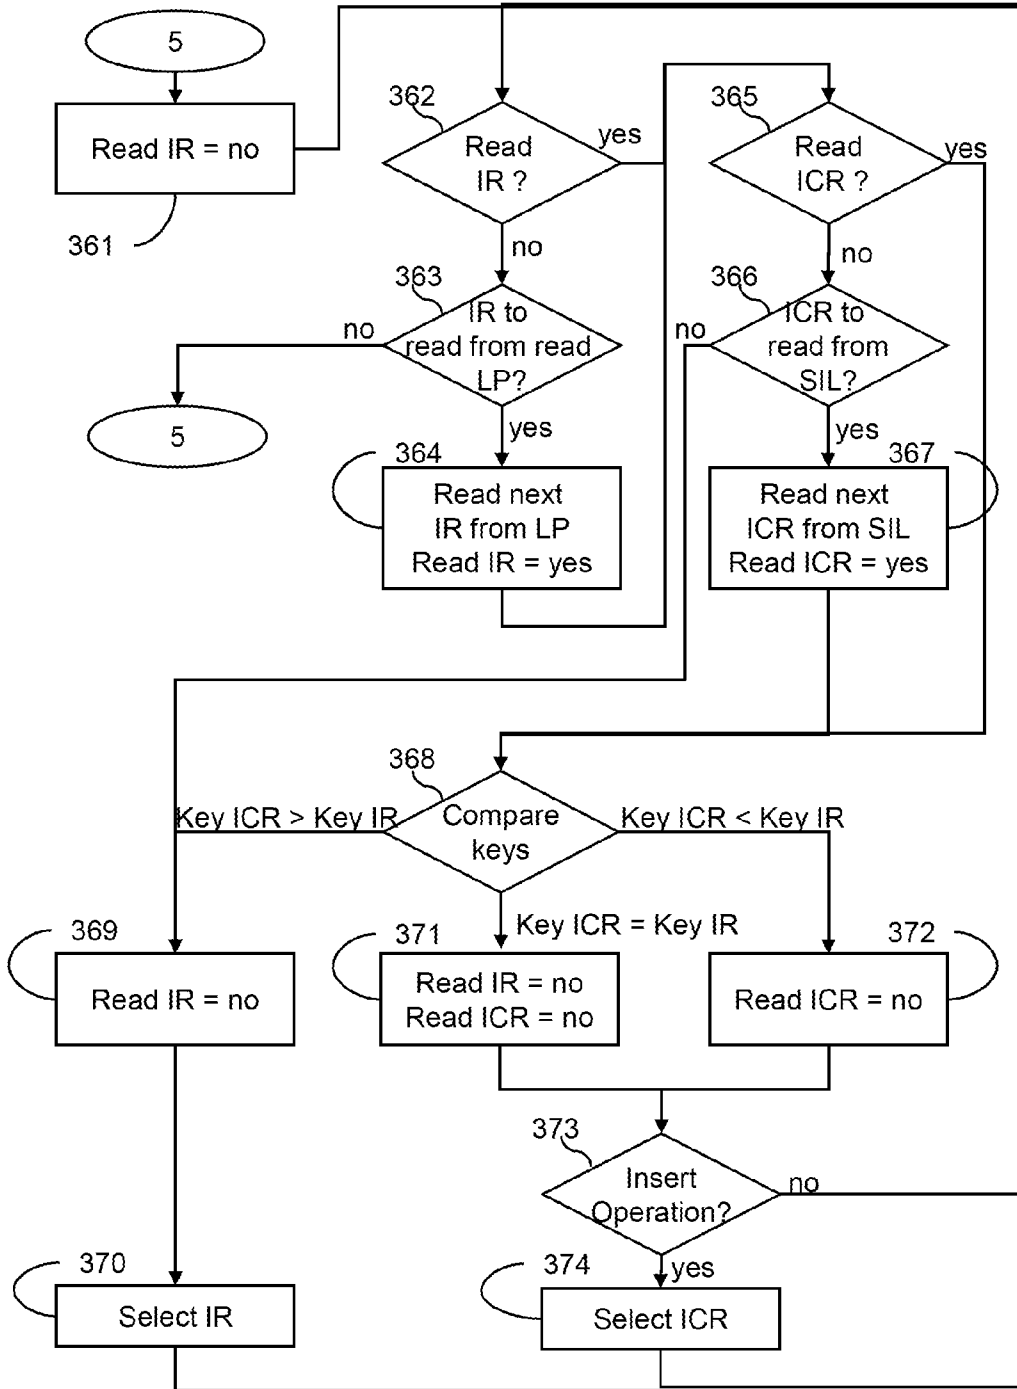 5
Read IR = no
361
362
Read
IR ?
yes
no
365
Read
ICR ?
yes
no
363
IR to
read from read
LP?
no
yes
5
366
ICR to
read from
SIL?
no
yes
364
Read next
IR from LP
Read IR = yes
367
Read next
ICR from SIL
Read ICR = yes
368
Compare
keys
Key ICR > Key IR
Key ICR < Key IR
Key ICR = Key IR
369
Read IR = no
371
Read IR = no
Read ICR = no
372
Read ICR = no
373
Insert
Operation?
no
yes
370
Select IR
374
Select ICR